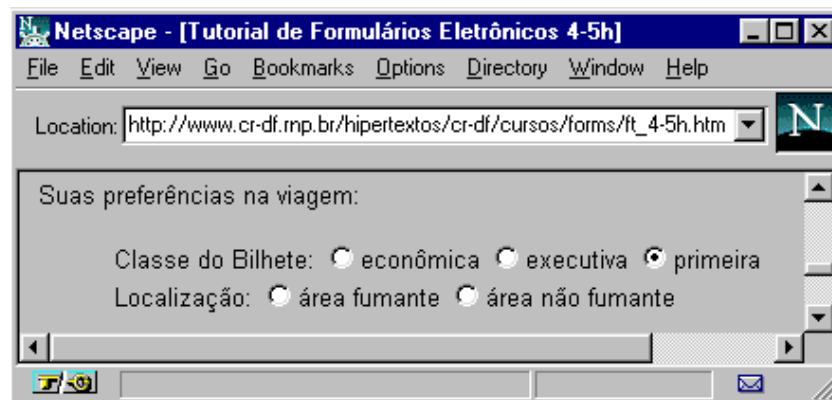 Netscape - [Tutorial de Formulários Eletrônicos 4-5h]
File Edit View Go Bookmarks Options Directory Window Help
Location: http://www.cr-df.rnp.br/hipertextos/cr-df/cursos/forms/ft_4-5h.htm
N
Suas preferências na viagem:
Classe do Bilhete: econômica executiva primeira
Localização: área fumante área não fumante